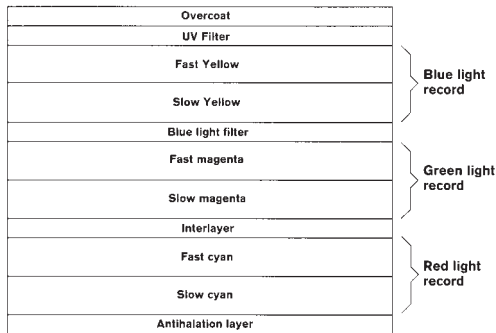 Overcoat
UV Filter
Fast Yellow
Slow Yellow
Blue light
record
Blue light filter
Fast magenta
Slow magenta
Green light
record
Interlayer
Fast cyan
Slow cyan
Red light
record
Antihalation layer